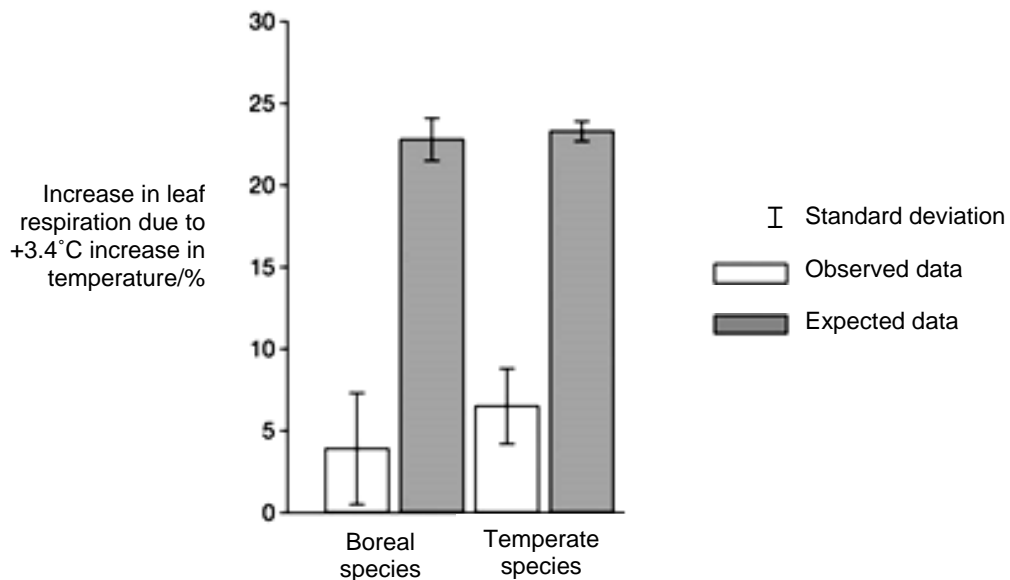 30
25
20
15
10
5
0
Increase in leaf
respiration due to
+3.4˚C increase in
temperature/%
Boreal
species
Temperate
species
Standard deviation
Observed data
Expected data